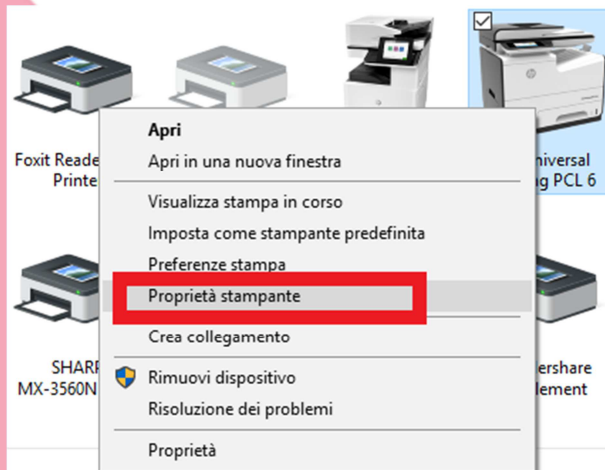 Foxit Reade
Printe
niversal
g PCL 6
Apri
Apri in una nuova finestra
Visualizza stampa in corso
Imposta come stampante predefinita
Preferenze stampa
Proprietà stampante
Crea collegamento
SHAR
MX-3560N
ershare
lement
Rimuovi dispositivo
Risoluzione dei problemi
Proprietà